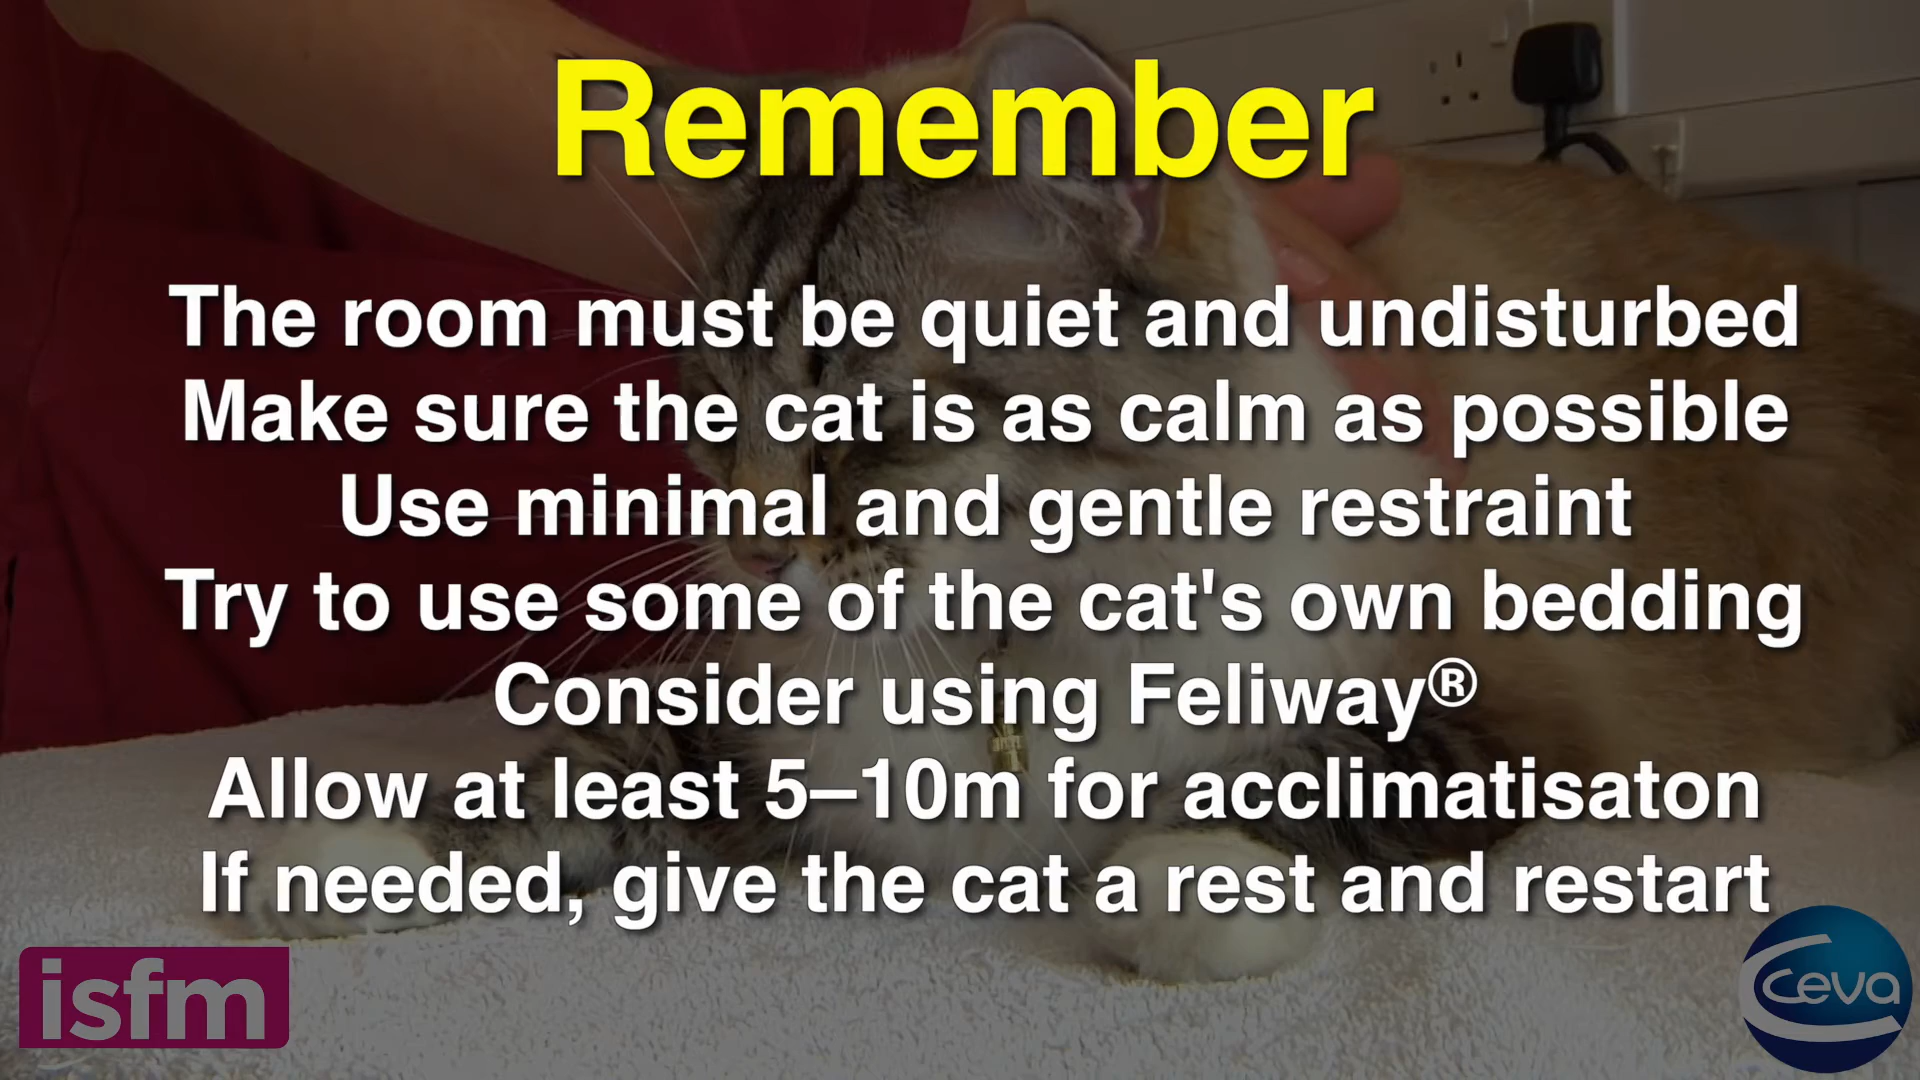 Remember
The room must be quiet and undisturbed
Make sure the cat is as calm as possible
Use minimal and gentle restraint
Try to use some of the cat's own bedding
Consider using Feliway®
Allow at least 5–10m for acclimatisaton
If needed, give the cat a rest and restart
isfm
Ceva